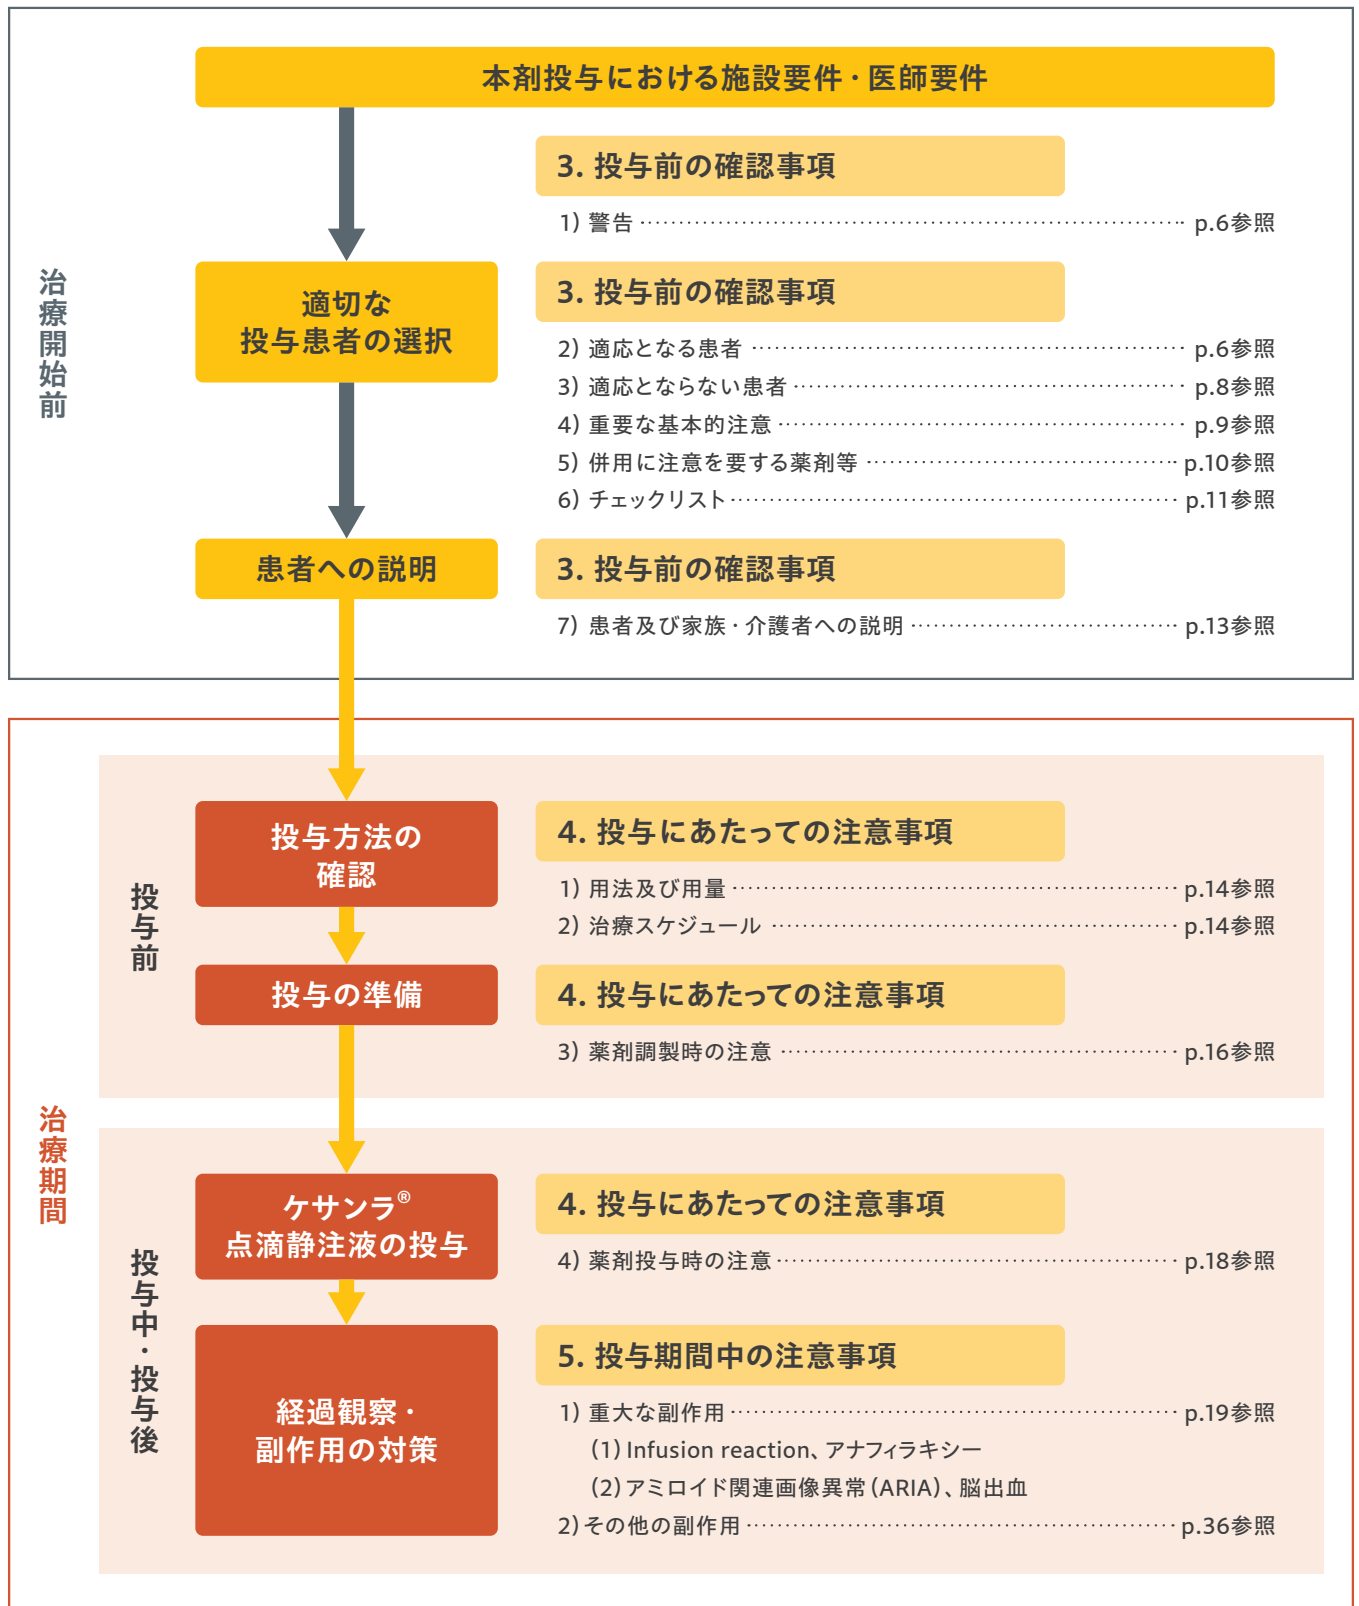 本剤投与における施設要件・医師要件
治療開始前
3. 投与前の確認事項
1) 警告 p.6参照
適切な
投与患者の選択
3. 投与前の確認事項
2) 適応となる患者 p.6参照
3) 適応とならない患者 p.8参照
4) 重要な基本的注意 p.9参照
5) 併用に注意を要する薬剤等 p.10参照
6) チェックリスト p.11参照
患者への説明
3. 投与前の確認事項
7) 患者及び家族・介護者への説明 p.13参照
治療期間
投与前
投与方法の
確認
4. 投与にあたっての注意事項
1) 用法及び用量 p.14参照
2) 治療スケジュール p.14参照
投与の準備
4. 投与にあたっての注意事項
3) 薬剤調製時の注意 p.16参照
投与中・投与後
ケサンラ®
点滴静注液の投与
4. 投与にあたっての注意事項
4) 薬剤投与時の注意 p.18参照
経過観察・
副作用の対策
5. 投与期間中の注意事項
1) 重大な副作用 p.19参照
(1) Infusion reaction、アナフィラキシー
(2) アミロイド関連画像異常(ARIA)、脳出血
2) その他の副作用 p.36参照